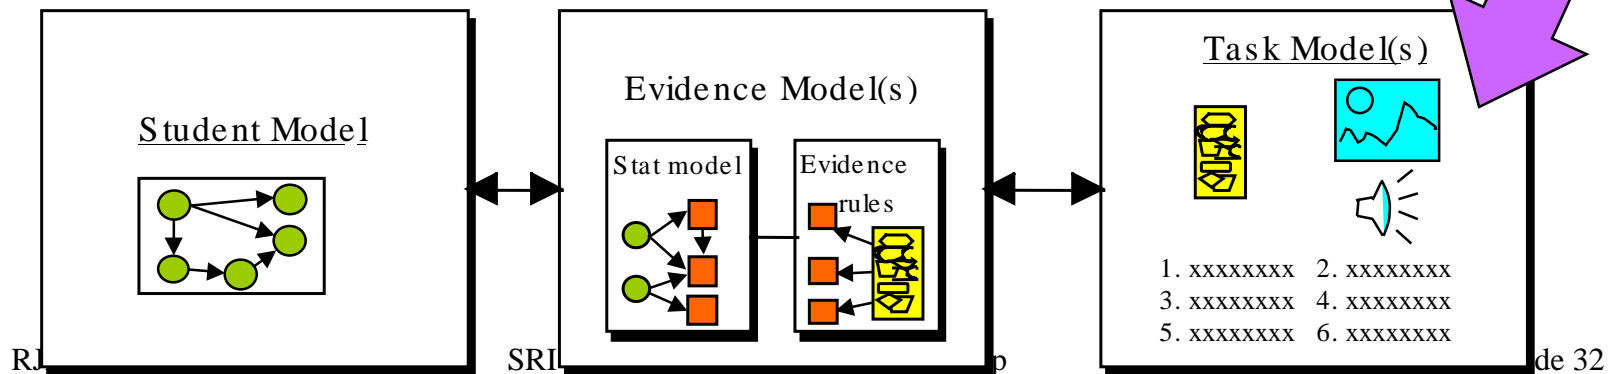 Student Model
Evidence Model(s)
Stat model
Evidence
rules
Task Model(s)
1. xxxxxxxx 2. xxxxxxxx
3. xxxxxxxx 4. xxxxxxxx
5. xxxxxxxx 6. xxxxxxxx
SRI
32